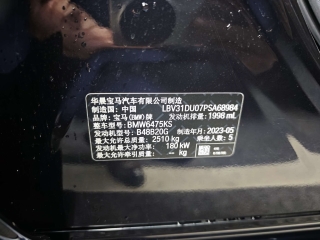 华晨宝马汽车有限公司制造
制造国：中国 LBV31DU07PSA68984
品牌：宝马(BMW)牌 发动机排量：1998 mL
整车型号：BMW6475KS
发动机型号：B48B20G 制造年月：2023-05
最大允许总质量：2510 kg 乘坐人数：5
发动机最大净功率：180 kW
最大允许牵引质量： kg